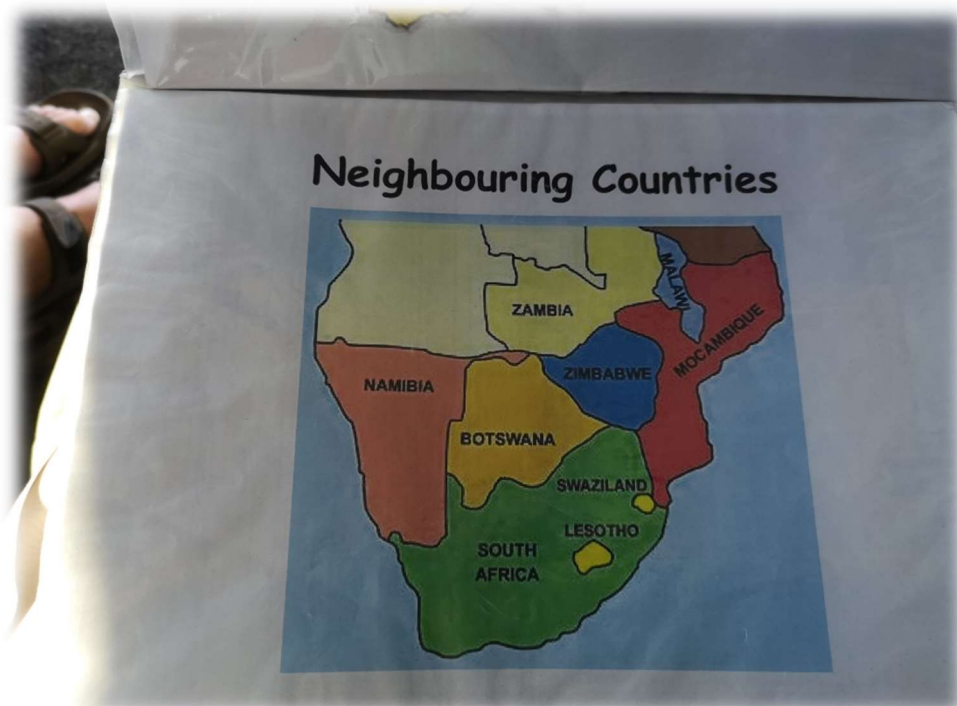 Neighbouring Countries
MALAWI
ZAMBIA
MOCAMBIQUE
ZIMBABWE
NAMIBIA
BOTSWANA
SWAZILAND
LESOTHO
SOUTH
AFRICA